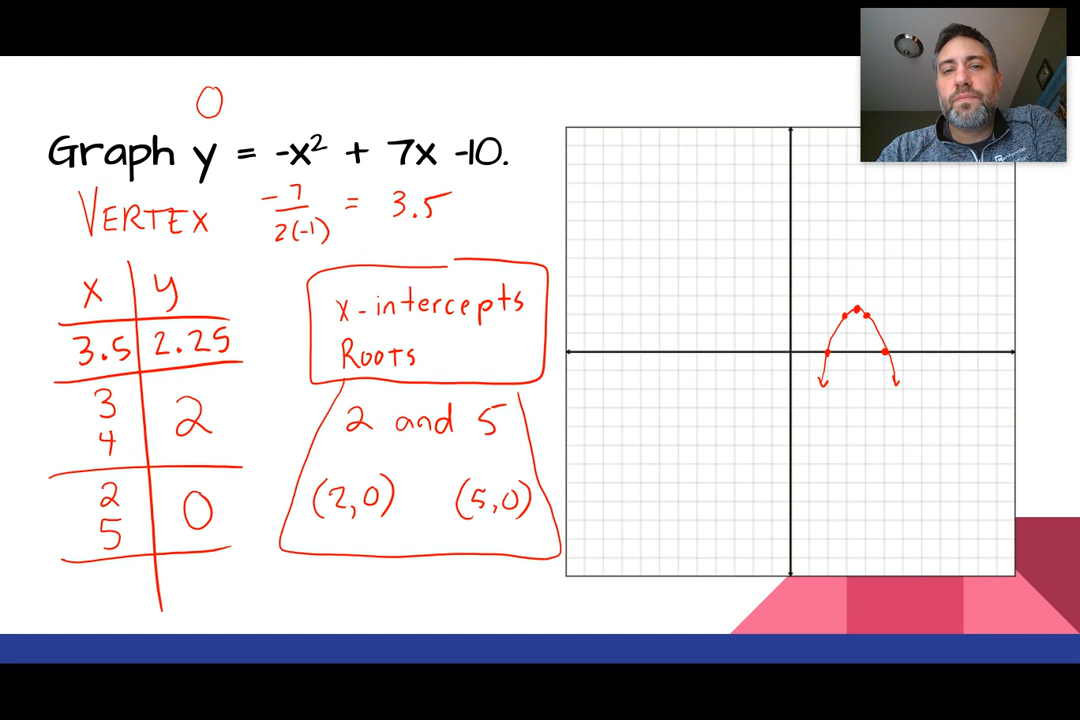 0
Graph y = -x² + 7x -10.
VERTEX -7/2(-1) = 3.5
x y
3.5 2.25
3
4
2
2
5
0
x-intercepts
Roots
2 and 5
(2,0) (5,0)